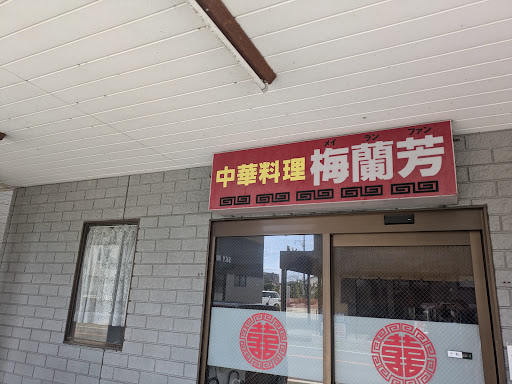 中華料理 梅蘭芳
メイ ラン ファン